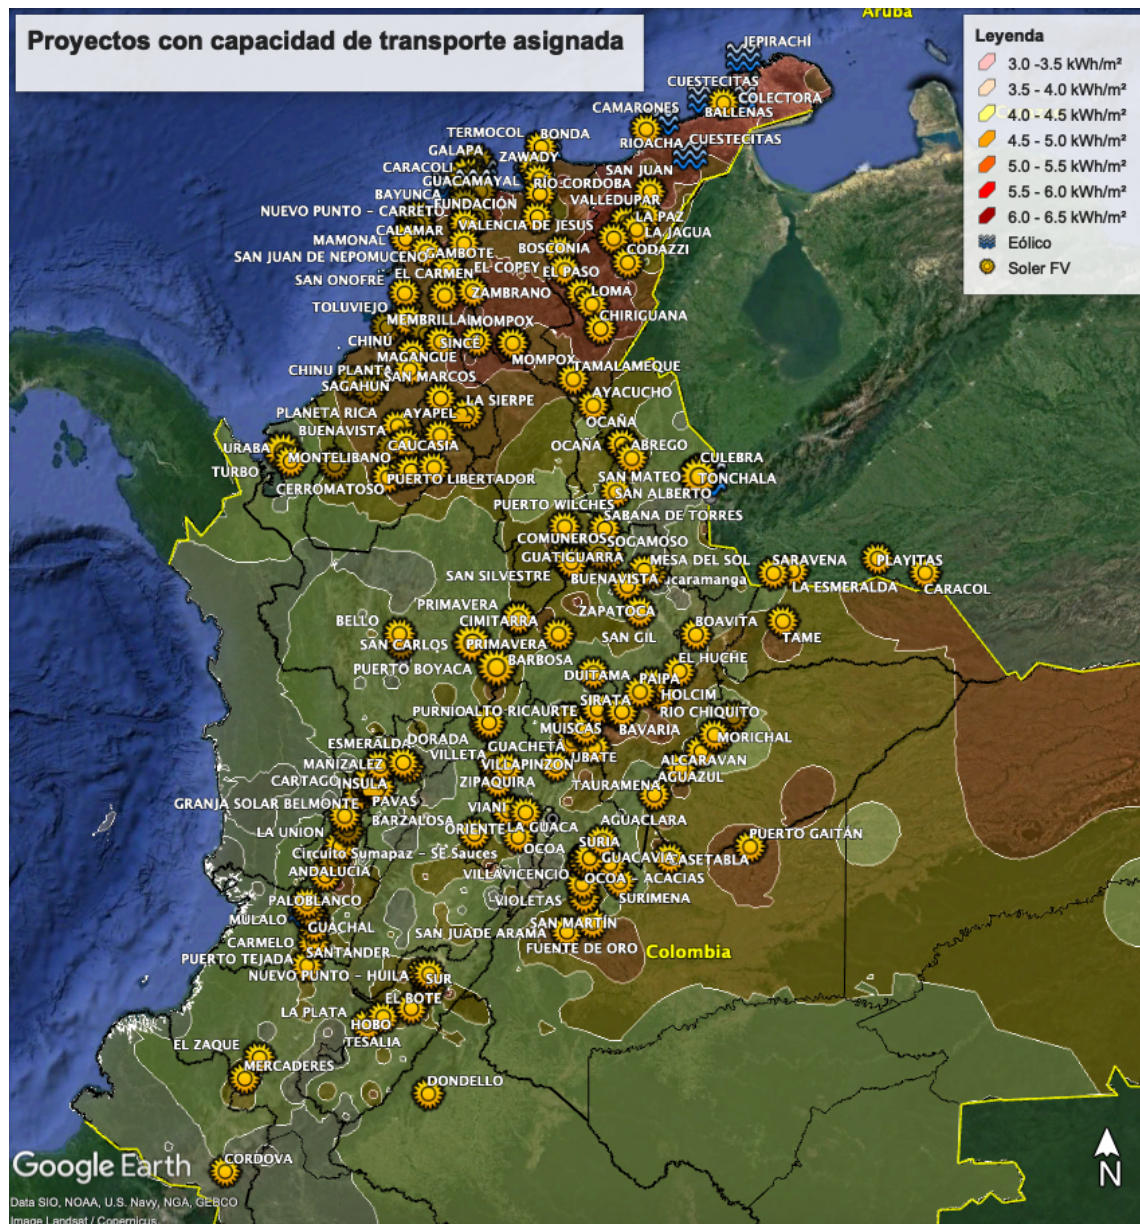 Aruba
Proyectos con capacidad de transporte asignada
Leyenda
3.0 -3.5 kWh/m²
3.5 - 4.0 kWh/m²
4.0 - 4.5 kWh/m²
4.5 - 5.0 kWh/m²
5.0 - 5.5 kWh/m²
5.5 - 6.0 kWh/m²
6.0 - 6.5 kWh/m²
Eólico
Soler FV
JEPIRACHÍ
CUESTECITAS
COLECTORA
CAMARONES
BALLENAS
TERMOCOL
BONDA
RIOACHA
CUESTECITAS
GALAPA
ZAWADY
CARACOLI
SAN JUAN
GUACAMAYAL
RIO CORDOBA
BAYUNCA
FUNDACIÓN
VALLEDUPAR
NUEVO PUNTO - CARRETO
LA PAZ
CALAMAR
VALENCIA DE JESUS
LA JAGUA
MAMONAL
GAMBOTE
BOSCONIA
CODAZZI
SAN JUAN DE NEPOMUCENO
EL COPEY
EL PASO
SAN ONOFRE
EL CARMEN
ZAMBRANO
LOMA
TOLUVIEJO
MEMBRILLAL
MOMPOX
CHIRIGUANA
CHINÚ
SINCÉ
MAGANGUE
MOMPOX
TAMALAMEQUE
CHINU PLANTA
SAN MARCOS
SAGAHUN
AYACUCHO
PLANETA RICA
AYAPEL
LA SIERPE
OCAÑA
BUENAVISTA
URABA
CAUCASIA
OCAÑA
ABREGO
MONTELIBANO
CULEBRA
TURBO
PUERTO LIBERTADOR
SAN MATEO
TONCHALA
CERROMATOSO
SAN ALBERTO
PUERTO WILCHES
SABANA DE TORRES
COMUNEROS
SOGAMOSO
GUATIGUARRA
MESA DEL SOL
SARAVENA
PLAYITAS
SAN SILVESTRE
BUENAVISTA
ucaramanga
LA ESMERALDA
CARACOL
PRIMAVERA
ZAPATOCA
BELLO
CIMITARRA
BOAVITA
SAN CARLOS
PRIMAVERA
SAN GIL
TAME
PUERTO BOYACA
BARBOSA
EL HUCHE
DUITAMA
PAIPA
SIRATA
HOLCIM
PURNIO
ALTO RICAURTE
RIO CHIQUITO
MUISCAS
BAVARIA
MORICHAL
ESMERALDA
DORADA
GUACHETA
VILLETA
UBATE
ALCARAVAN
MAÑIZALEZ
VILLAPINZON
AGUAZUL
CARTAGO
INSULA
ZIPAQUIRA
TAURAMENA
GRANJA SOLAR BELMONTE
PAVAS
VIANI
BARZALOSA
AGUACLARA
LA UNION
ORIENTE
LA GUACA
SURIA
PUERTO GAITÁN
Circuito Sumapaz - SE Sauces
OCOA
GUACAVIA
CASETABLA
ANDALUCIA
VILLAVICENCIO
OCOA - ACACIAS
PALOBLANCO
VIOLETAS
SURIMENA
MULALO
GUACHAL
SAN MARTÍN
CARMELO
SAN JUADE ARAMA
FUENTE DE ORO
Colombia
PUERTO TEJADA
SANTANDER
NUEVO PUNTO - HUILA
SUR
EL BOTE
LA PLATA
HOBO
EL ZAQUE
TESALIA
MERCADERES
DONDELLO
CORDOVA
N
Google Earth
Data SIO, NOAA, U.S. Navy, NGA, GEBCO
Image Landsat / Copernicus